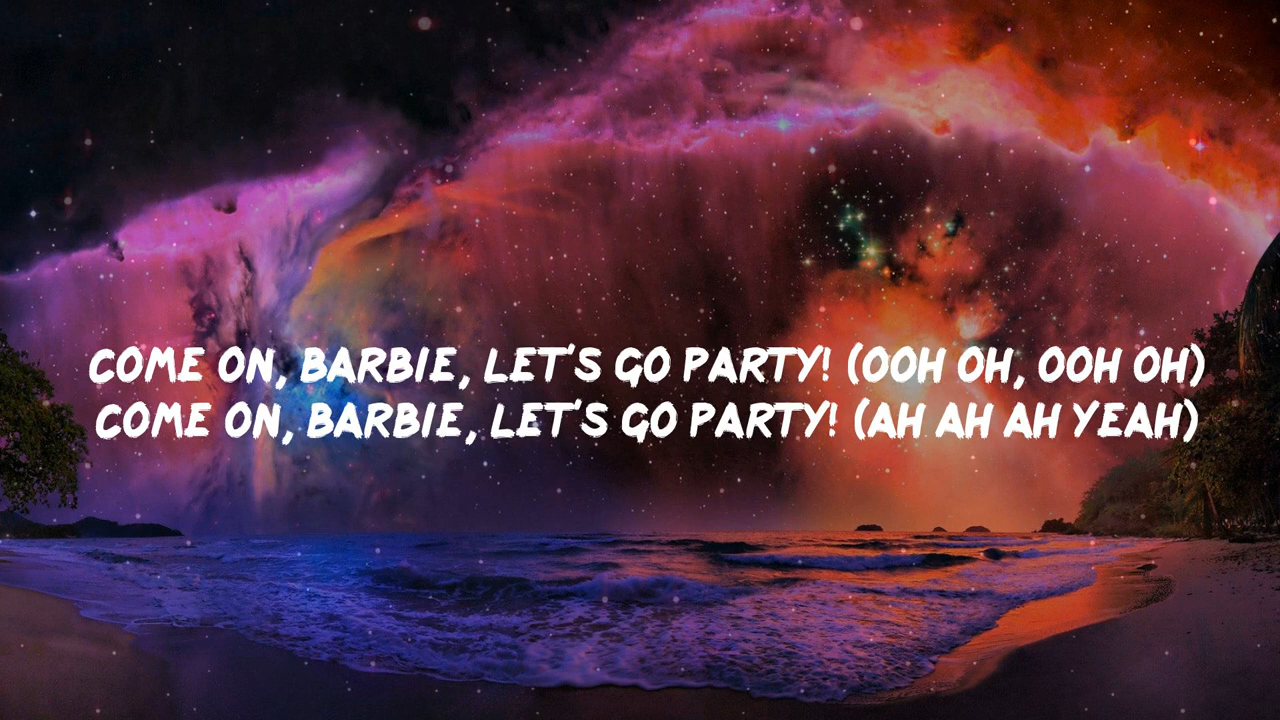 COME ON, BARBIE, LET'S GO PARTY! (OOH OH, OOH OH)
COME ON, BARBIE, LET'S GO PARTY! (AH AH AH YEAH)